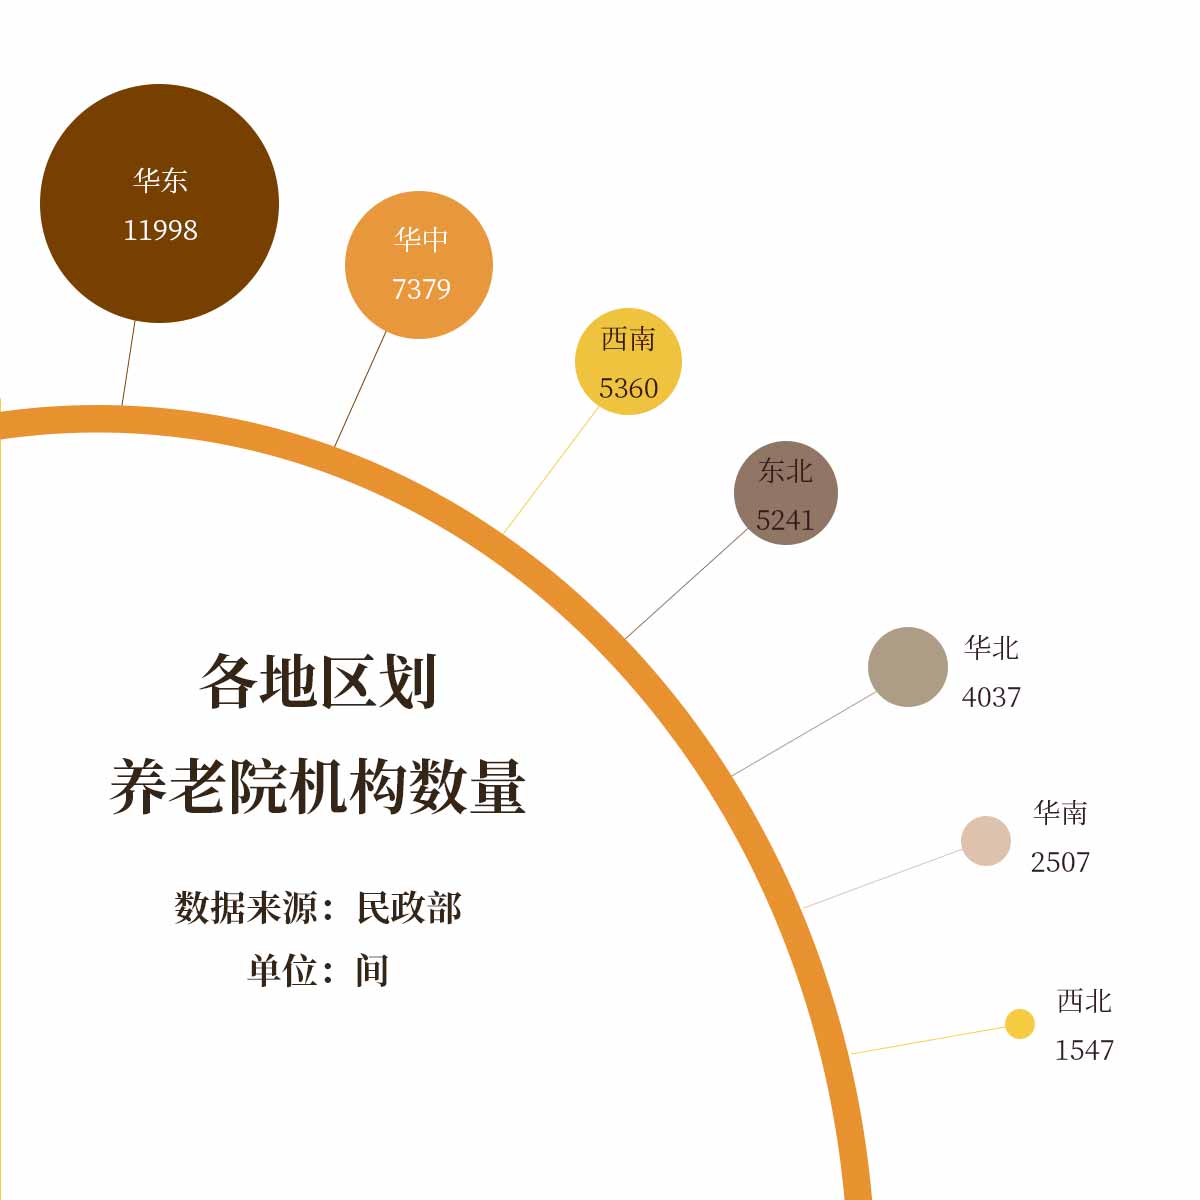 华东
11998
华中
7379
西南
5360
东北
5241
华北
4037
华南
2507
西北
1547
各地区划
养老院机构数量
数据来源：民政部
单位：间